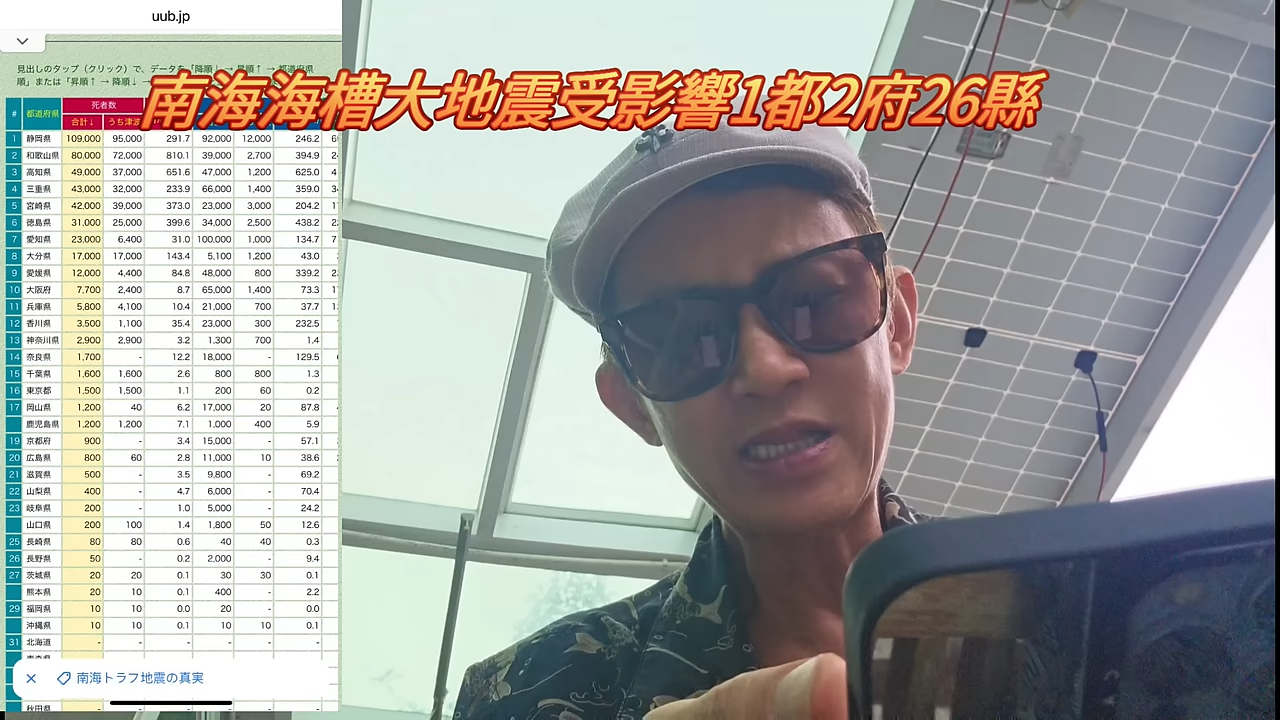 uub.jp
見出しのタップ（クリック）で、データを「降順↓ → 昇順↑ → 都道府県
順」または「昇順↑ → 降順↓ →
南海海槽大地震受影響1都2府26縣
# 都道府県 死者数
合計↓ うち津波
1 静岡県 109,000 95,000 291.7 92,000 12,000 246.2
2 和歌山県 80,000 72,000 810.1 39,000 2,700 394.9
3 高知県 49,000 37,000 651.6 47,000 1,200 625.0
4 三重県 43,000 32,000 233.9 66,000 1,400 359.0
5 宮崎県 42,000 39,000 373.0 23,000 3,000 204.2
6 徳島県 31,000 25,000 399.6 34,000 2,500 438.2
7 愛知県 23,000 6,400 31.0 100,000 1,000 134.7
8 大分県 17,000 17,000 143.4 5,100 1,200 43.0
9 愛媛県 12,000 4,400 84.8 48,000 800 339.2
10 大阪府 7,700 2,400 8.7 65,000 1,400 73.3
11 兵庫県 5,800 4,100 10.4 21,000 700 37.7
12 香川県 3,500 1,100 35.4 23,000 300 232.5
13 神奈川県 2,900 2,900 3.2 1,300 700 1.4
14 奈良県 1,700 - 12.2 18,000 - 129.5
15 千葉県 1,600 1,600 2.6 800 800 1.3
16 東京都 1,500 1,500 1.1 200 60 0.2
17 岡山県 1,200 40 6.2 17,000 20 87.8
鹿児島県 1,200 1,200 7.1 1,000 400 5.9
19 京都府 900 - 3.4 15,000 - 57.1
20 広島県 800 60 2.8 11,000 10 38.6
21 滋賀県 500 - 3.5 9,800 - 69.2
22 山梨県 400 - 4.7 6,000 - 70.4
23 岐阜県 200 - 1.0 5,000 - 24.2
山口県 200 100 1.4 1,800 50 12.6
25 長崎県 80 80 0.6 40 40 0.3
26 長野県 50 - 0.2 2,000 - 9.4
27 茨城県 20 20 0.1 30 30 0.1
熊本県 20 10 0.1 400 - 2.2
29 福岡県 10 10 0.0 20 - 0.0
沖縄県 10 10 0.1 10 10 0.1
31 北海道 - - - - - -
南海トラフ地震の真実
秋田県 - - - - - -